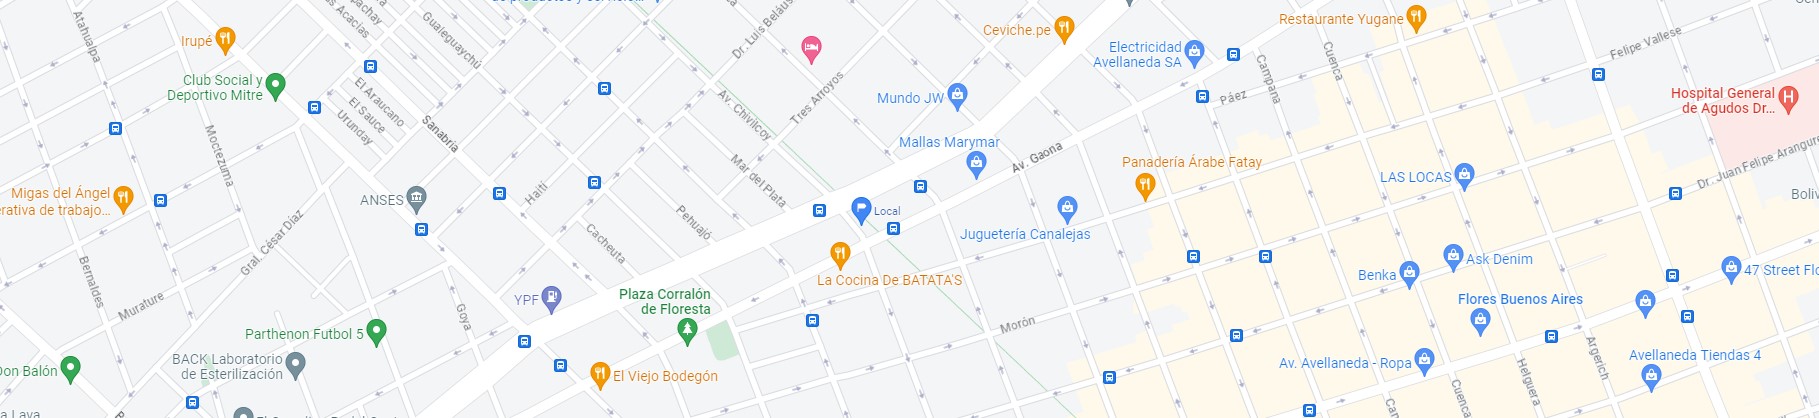 Atahualpa
Irupé
Club Social y
Deportivo Mitre
as Acacias
Gualeguaychú
El Araucano
El Sauce
Urunday
Sanabria
Moctezuma
Migas del Ángel
erativa de trabajo...
ANSES
Haití
Gral. César Díaz
Bernaldes
Murature
Goya
YPF
Cacheuta
Pehuajó
Mar del Plata
Plaza Corralón
de Floresta
Parthenon Futbol 5
BACK Laboratorio
de Esterilización
Don Balón
a Lava
El Viejo Bodegón
Dr. Luis Beláus
Av. Chivilcoy
Tres Arroyos
Ceviche.pe
Mundo JW
Mallas Marymar
Av. Gaona
Local
La Cocina De BATATA'S
Juguetería Canalejas
Morón
Electricidad
Avellaneda SA
Restaurante Yugane
Páez
Campana
Cuenca
Felipe Vallese
Hospital General
de Agudos Dr...
Panadería Árabe Fatay
LAS LOCAS
Dr. Juan Felipe Arangure
Boliv
Benka
Ask Denim
47 Street Flo
Flores Buenos Aires
Av. Avellaneda - Ropa
Avellaneda Tiendas 4
Helguera
Argerich
Cuenca